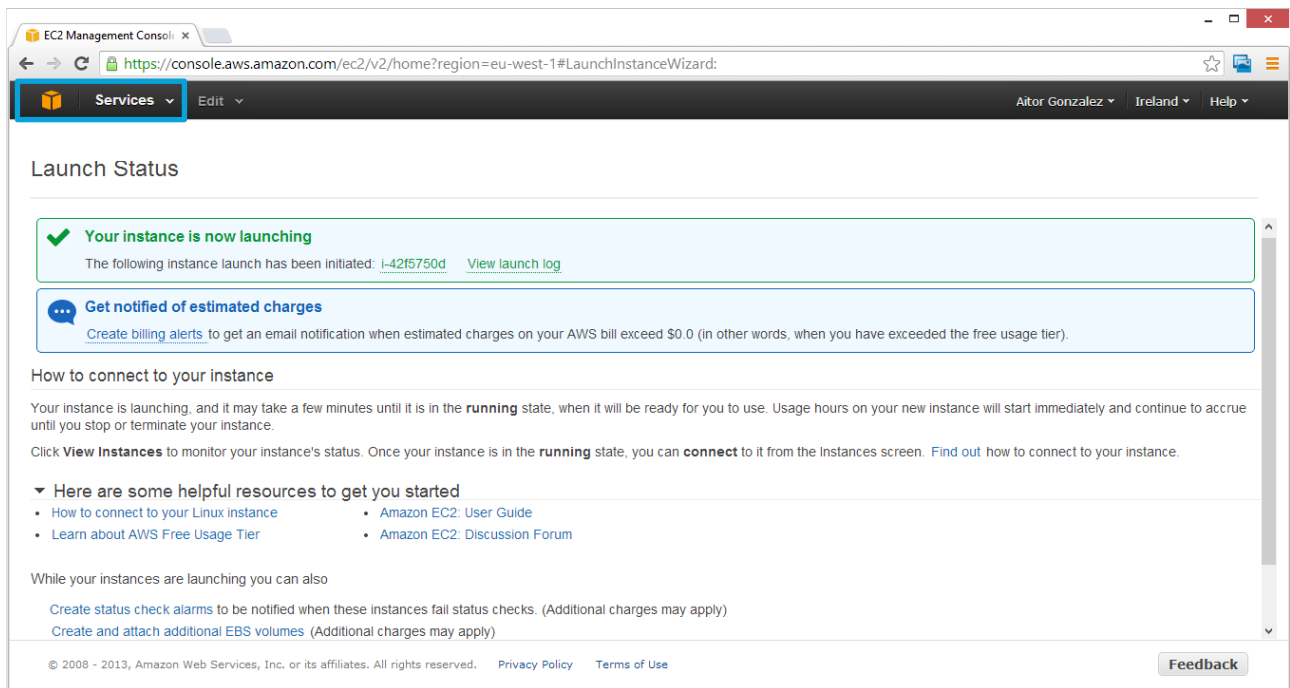 EC2 Management Consol
https://console.aws.amazon.com/ec2/v2/home?region=eu-west-1#LaunchInstanceWizard:
Services Edit Aitor Gonzalez Ireland Help
Launch Status
Your instance is now launching
The following instance launch has been initiated: i-42f5750d View launch log
Get notified of estimated charges
Create billing alerts to get an email notification when estimated charges on your AWS bill exceed $0.0 (in other words, when you have exceeded the free usage tier).
How to connect to your instance
Your instance is launching, and it may take a few minutes until it is in the running state, when it will be ready for you to use. Usage hours on your new instance will start immediately and continue to accrue
until you stop or terminate your instance.
Click View Instances to monitor your instance's status. Once your instance is in the running state, you can connect to it from the Instances screen. Find out how to connect to your instance.
Here are some helpful resources to get you started
• How to connect to your Linux instance • Amazon EC2: User Guide
• Learn about AWS Free Usage Tier • Amazon EC2: Discussion Forum
While your instances are launching you can also
Create status check alarms to be notified when these instances fail status checks. (Additional charges may apply)
Create and attach additional EBS volumes (Additional charges may apply)
© 2008 - 2013, Amazon Web Services, Inc. or its affiliates. All rights reserved. Privacy Policy Terms of Use Feedback